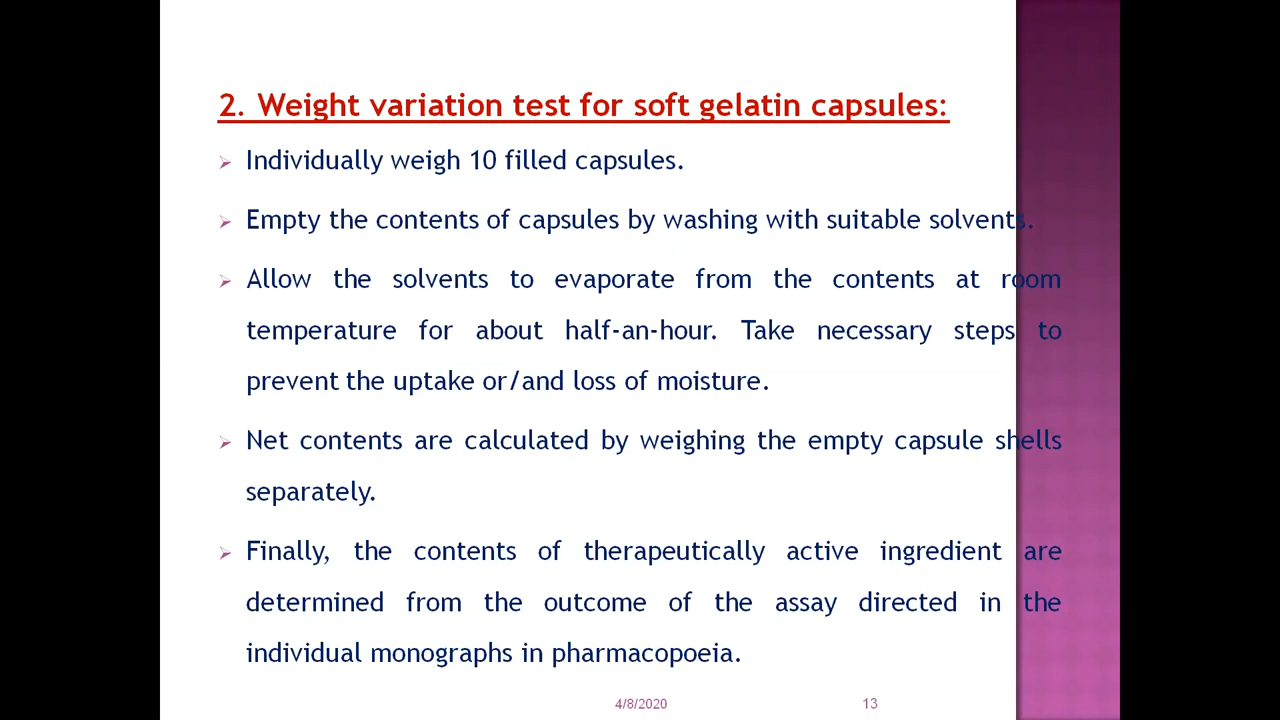 2. Weight variation test for soft gelatin capsules:
Individually weigh 10 filled capsules.
Empty the contents of capsules by washing with suitable solvents.
Allow the solvents to evaporate from the contents at room
temperature for about half-an-hour. Take necessary steps to
prevent the uptake or/and loss of moisture.
Net contents are calculated by weighing the empty capsule shells
separately.
Finally, the contents of therapeutically active ingredient are
determined from the outcome of the assay directed in the
individual monographs in pharmacopoeia.
4/8/2020 13